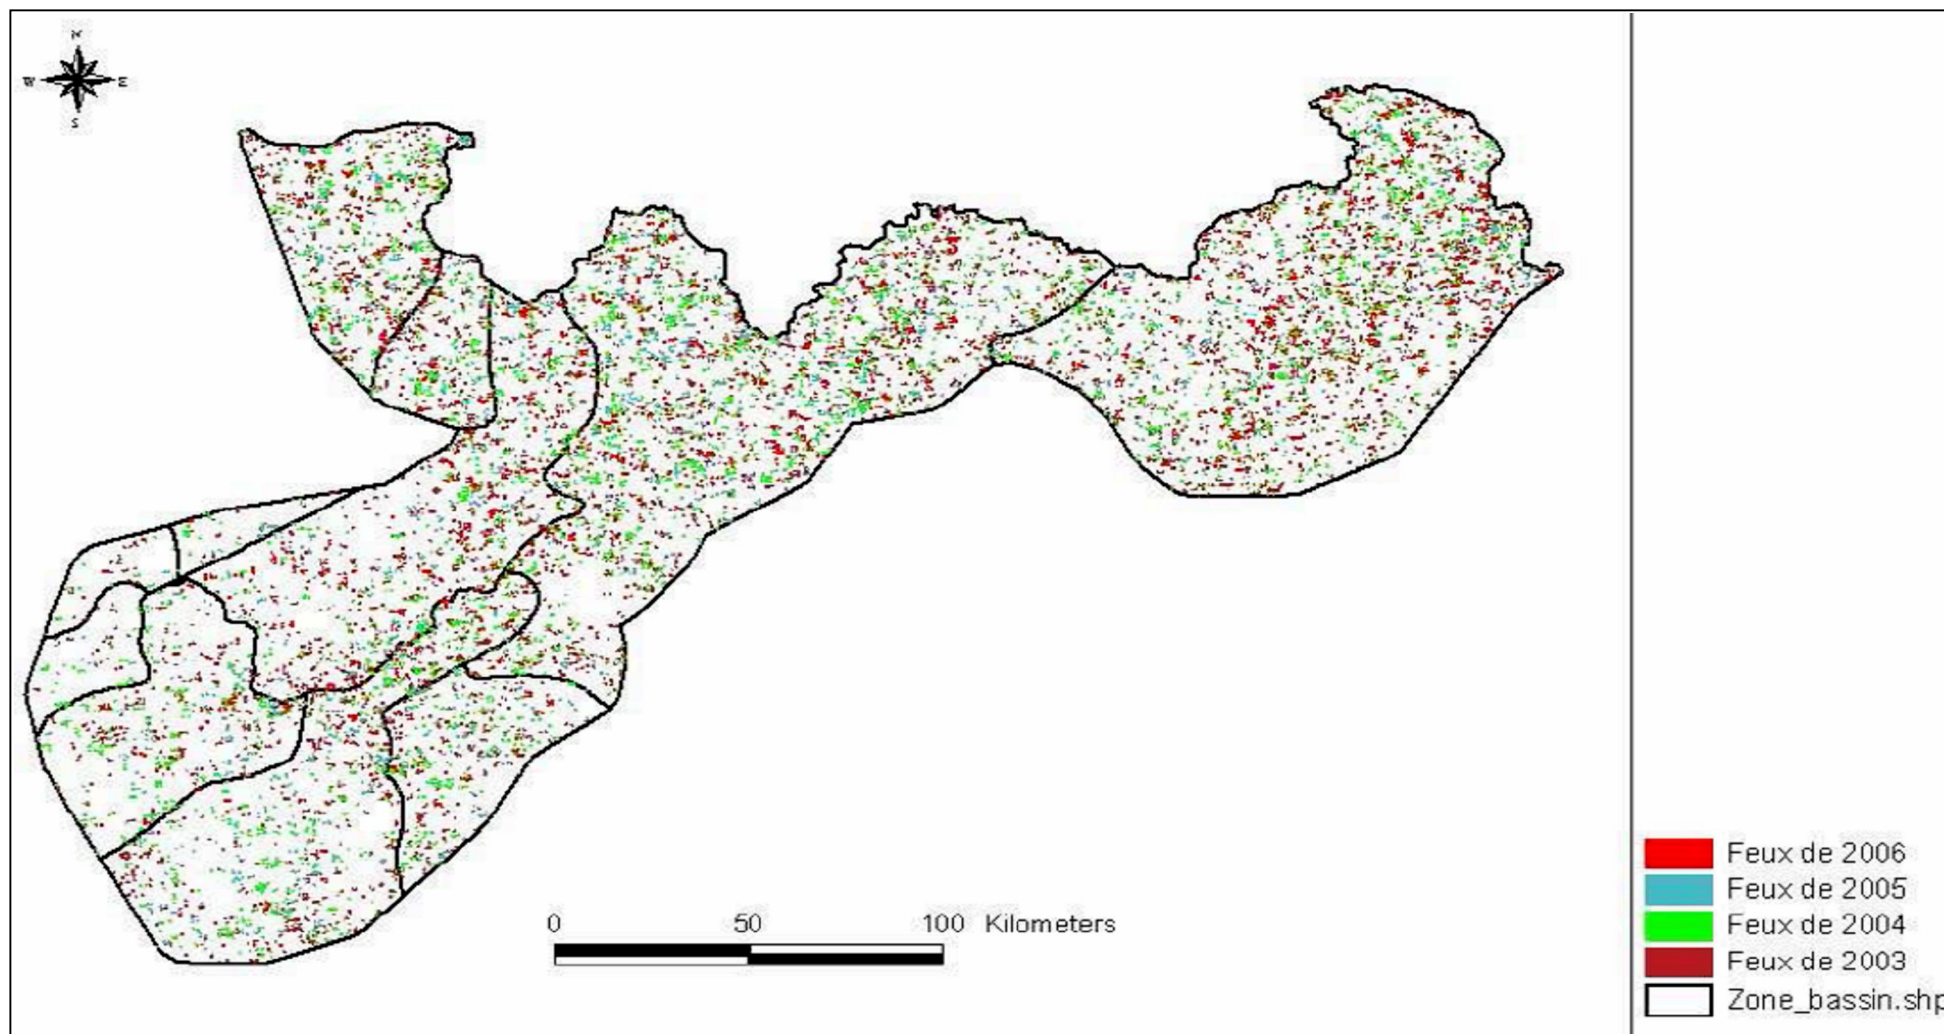 N
W E
S
0 50 100 Kilometers
Feux de 2006
Feux de 2005
Feux de 2004
Feux de 2003
Zone_bassin.shp